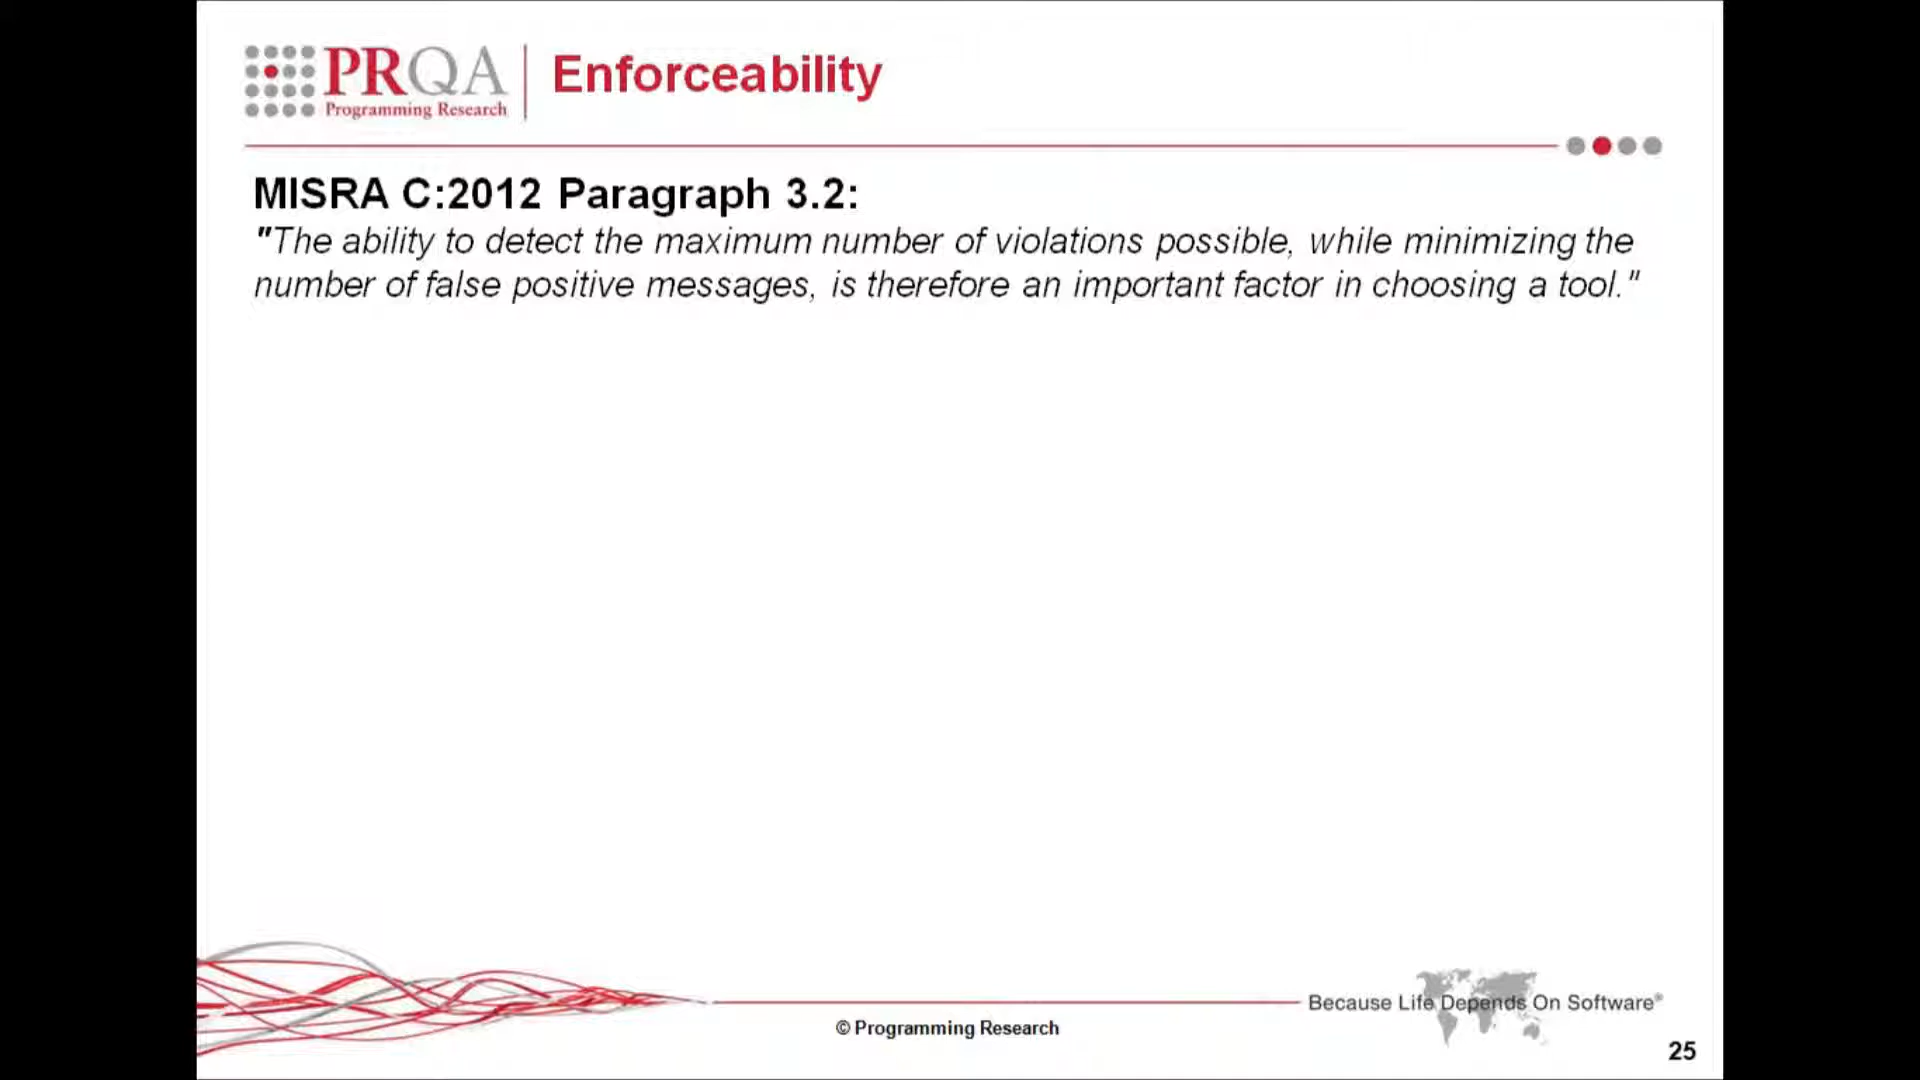 PRQA
Programming Research
Enforceability
MISRA C:2012 Paragraph 3.2:
"The ability to detect the maximum number of violations possible, while minimizing the
number of false positive messages, is therefore an important factor in choosing a tool."
Because Life Depends On Software®
© Programming Research
25